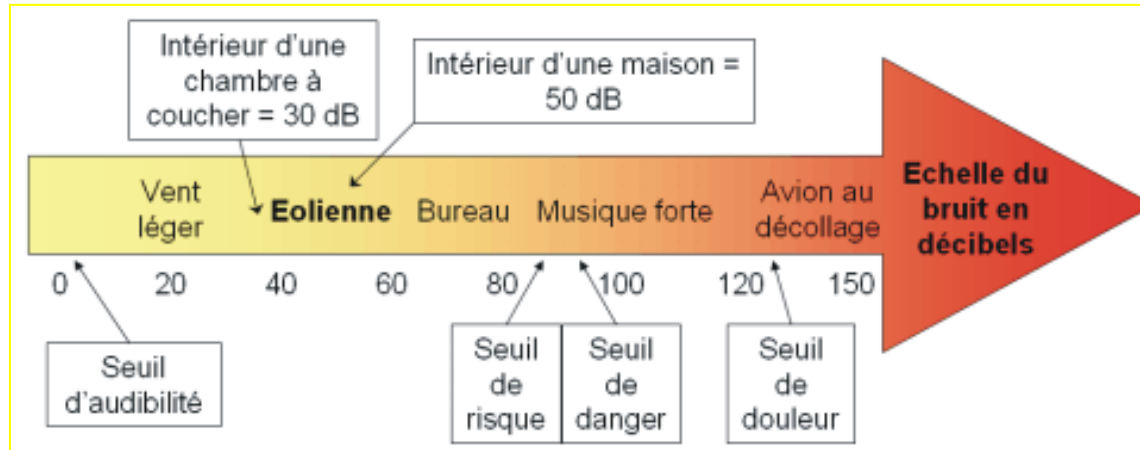 Intérieur d'une
chambre à
coucher = 30 dB
Intérieur d'une maison =
50 dB
Vent
léger
Eolienne
Bureau
Musique forte
Avion au
décollage
Echelle du
bruit en
décibels
0 20 40 60 80 100 120 150
Seuil
d'audibilité
Seuil
de
risque
Seuil
de
danger
Seuil
de
douleur